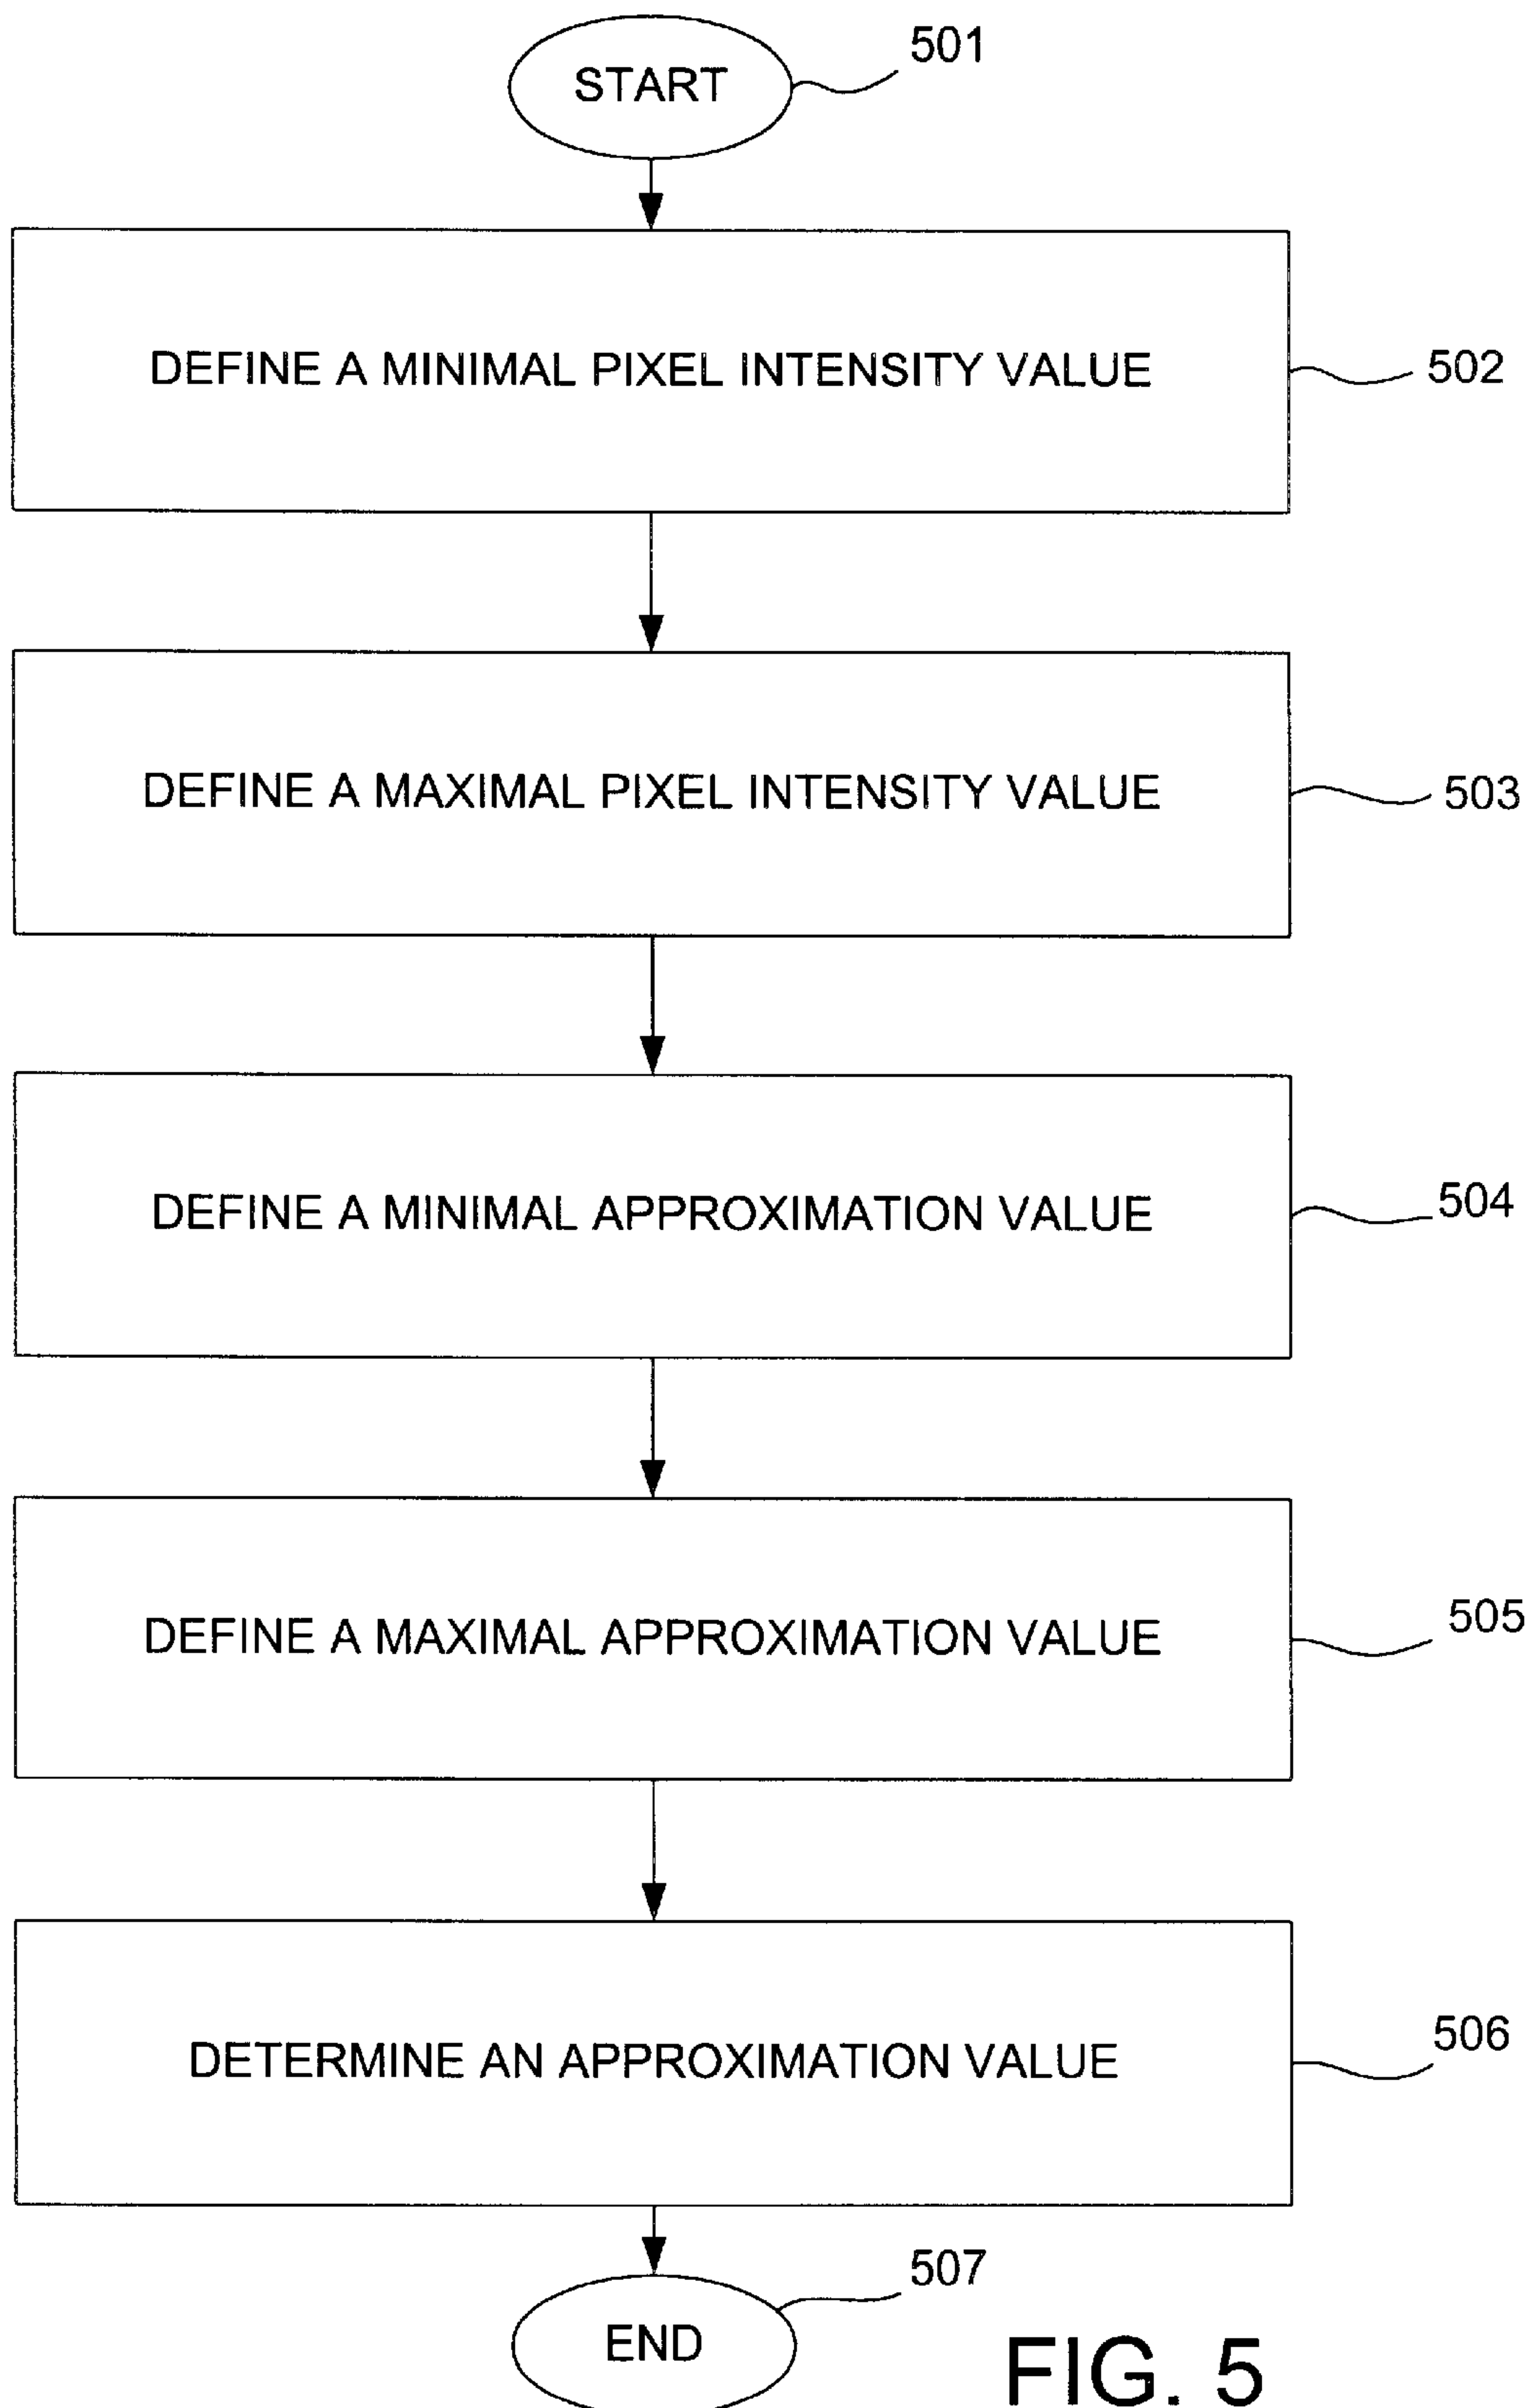 START
501
DEFINE A MINIMAL PIXEL INTENSITY VALUE
502
DEFINE A MAXIMAL PIXEL INTENSITY VALUE
503
DEFINE A MINIMAL APPROXIMATION VALUE
504
DEFINE A MAXIMAL APPROXIMATION VALUE
505
DETERMINE AN APPROXIMATION VALUE
506
END
507
FIG. 5